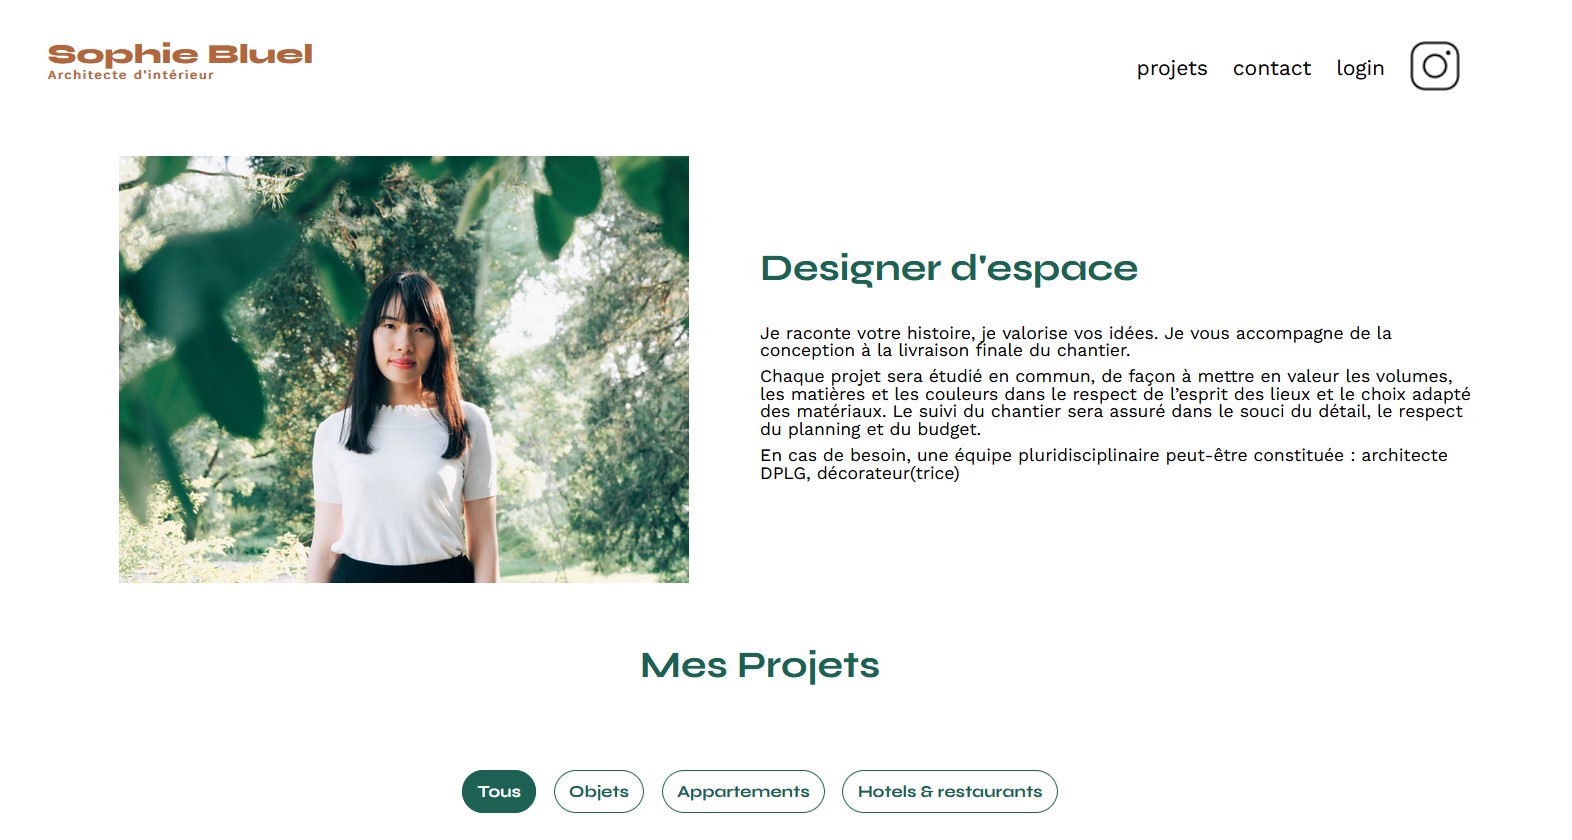 Sophie Bluel
Architecte d'intérieur
projets contact login
Designer d'espace
Je raconte votre histoire, je valorise vos idées. Je vous accompagne de la
conception à la livraison finale du chantier.
Chaque projet sera étudié en commun, de façon à mettre en valeur les volumes,
les matières et les couleurs dans le respect de l’esprit des lieux et le choix adapté
des matériaux. Le suivi du chantier sera assuré dans le souci du détail, le respect
du planning et du budget.
En cas de besoin, une équipe pluridisciplinaire peut-être constituée : architecte
DPLG, décorateur(trice)
Mes Projets
Tous Objets Appartements Hotels & restaurants